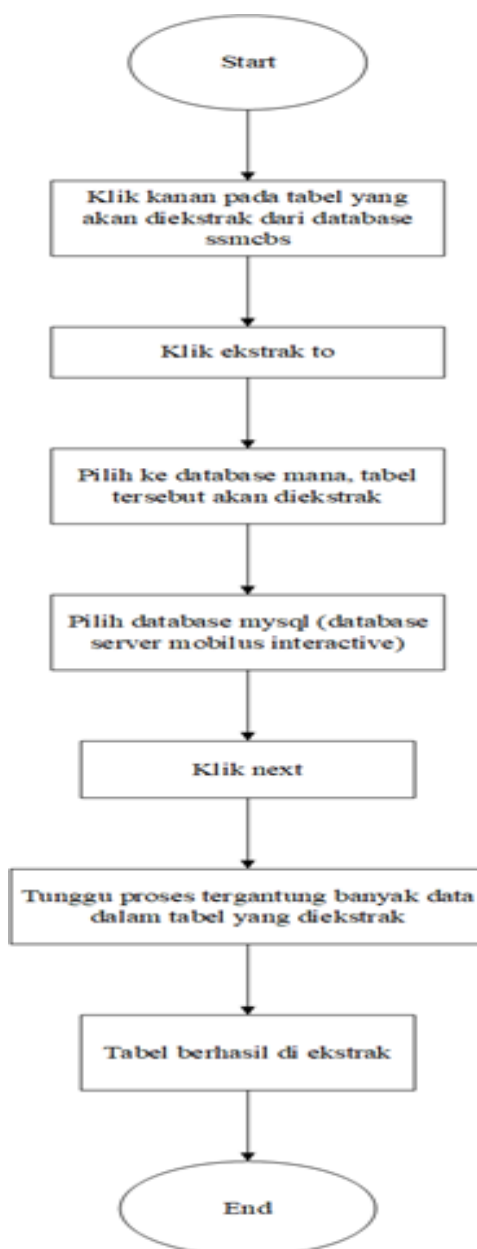 Start
Klik kanan pada tabel yang
akan diekstrak dari database
ssmcbs
Klik ekstrak to
Pilih ke database mana, tabel
tersebut akan diekstrak
Pilih database mysql (database
server mobilus interactive)
Klik next
Tunggu proses tergantung banyak data
dalam tabel yang diekstrak
Tabel berhasil di ekstrak
End